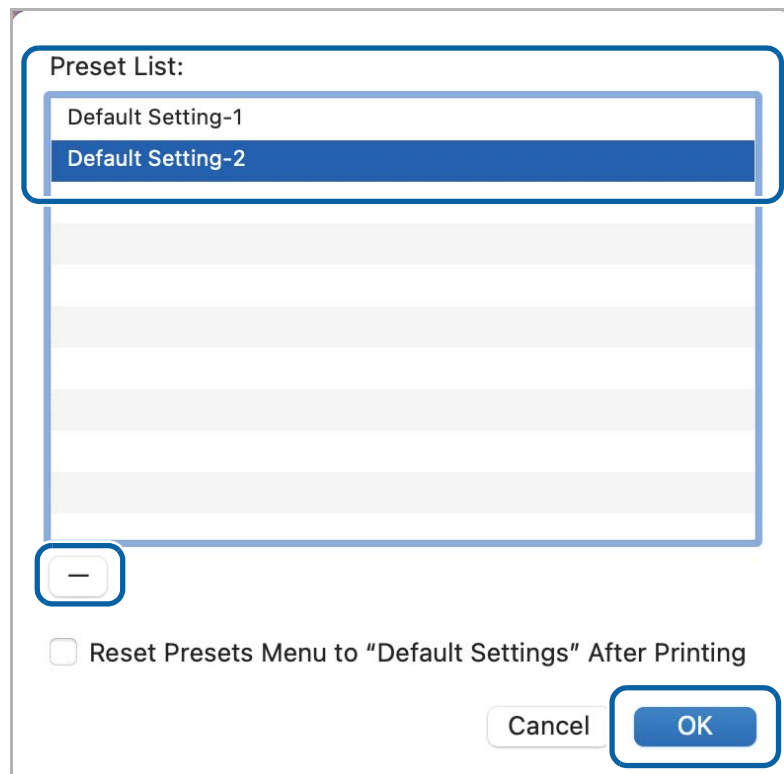 Preset List:
Default Setting-1
Default Setting-2
—
Reset Presets Menu to “Default Settings” After Printing
Cancel OK